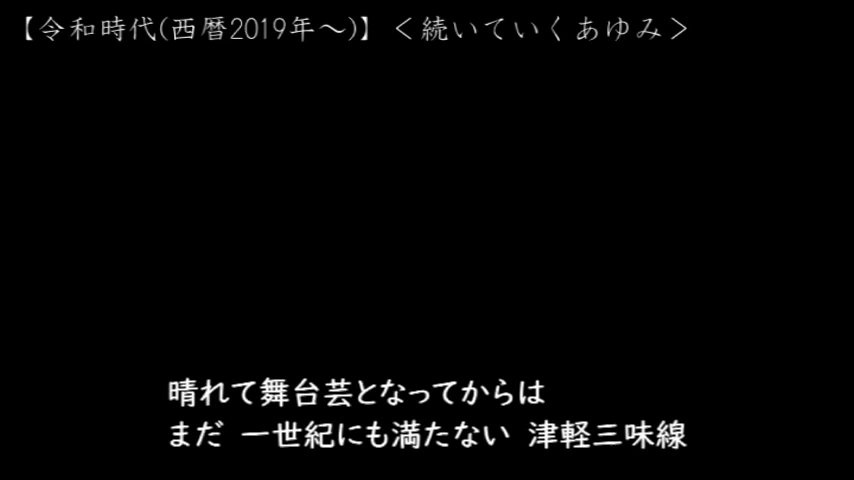 【令和時代(西暦2019年～)】＜続いていくあゆみ＞
晴れて舞台芸となってからは
まだ 一世紀にも満たない 津軽三味線